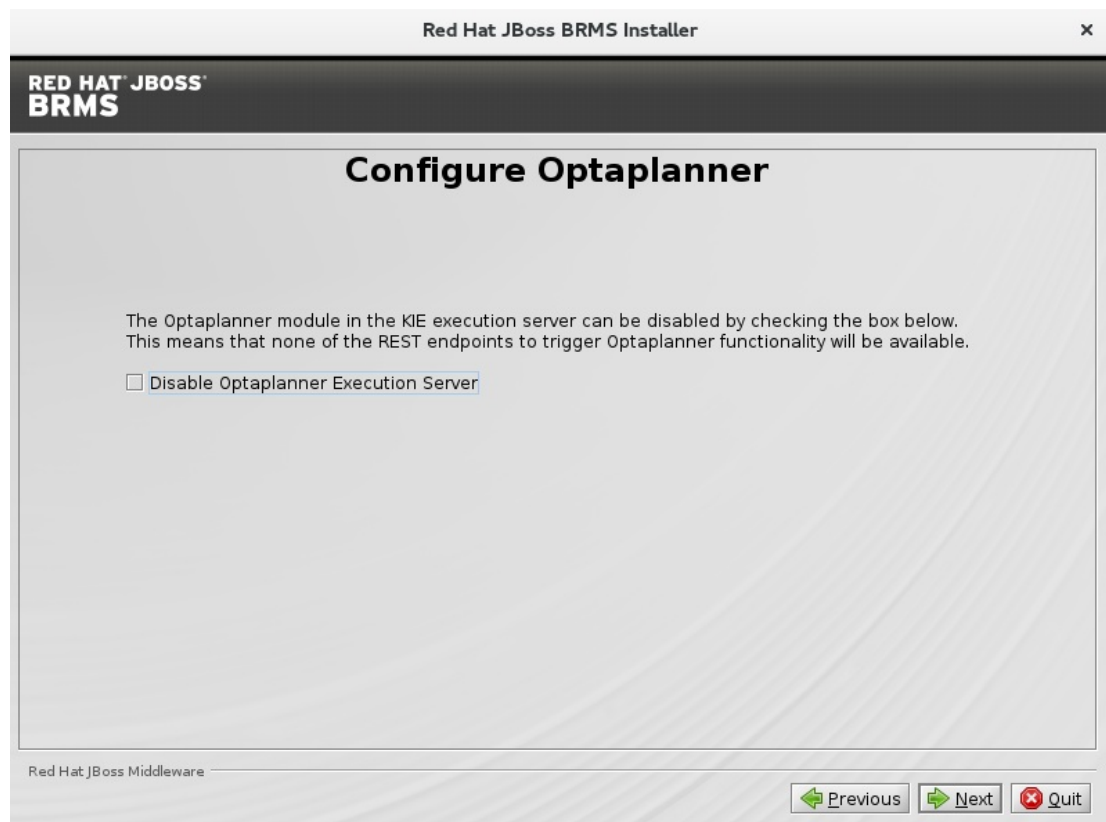 Red Hat JBoss BRMS Installer
RED HAT® JBOSS®
BRMS
Configure Optaplanner
The Optaplanner module in the KIE execution server can be disabled by checking the box below.
This means that none of the REST endpoints to trigger Optaplanner functionality will be available.
Disable Optaplanner Execution Server
Red Hat JBoss Middleware
Previous Next Quit